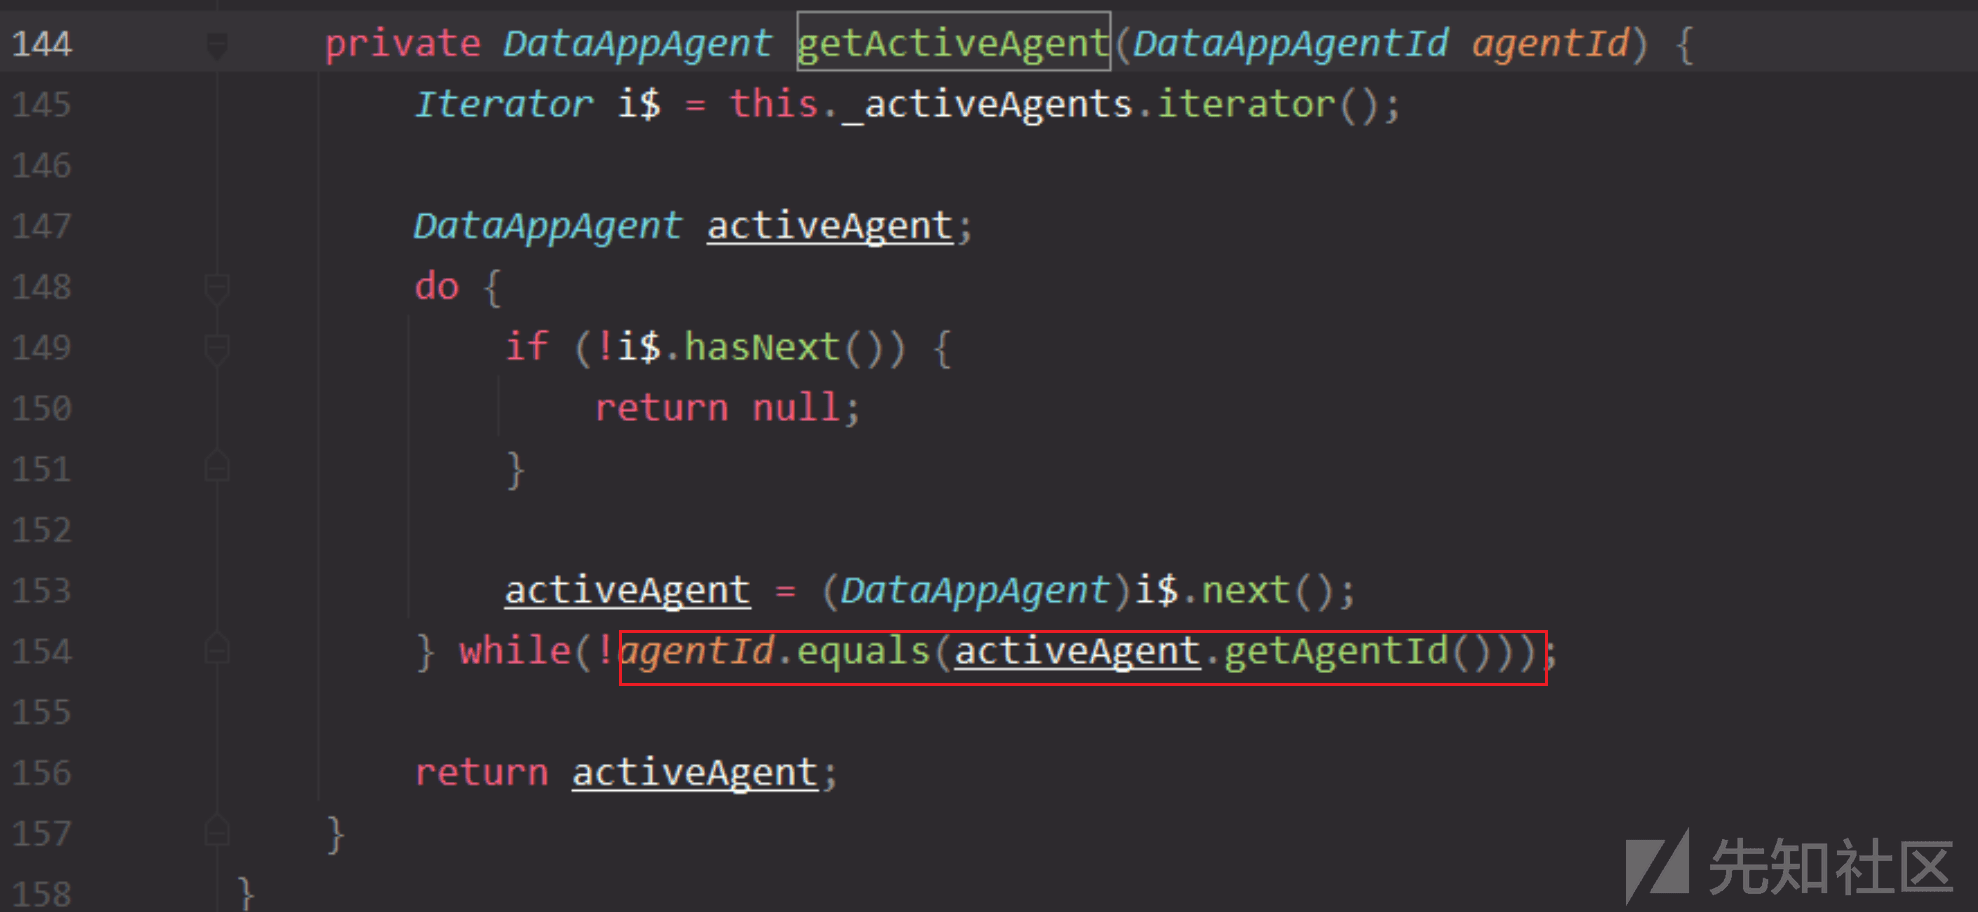 144 private DataAppAgent getActiveAgent(DataAppAgentId agentId) {
145 Iterator i$ = this._activeAgents.iterator();
146
147 DataAppAgent activeAgent;
148 do {
149 if (!i$.hasNext()) {
150 return null;
151 }
152
153 activeAgent = (DataAppAgent)i$.next();
154 } while(!agentId.equals(activeAgent.getAgentId()));
155
156 return activeAgent;
157 }
158 }
先知社区